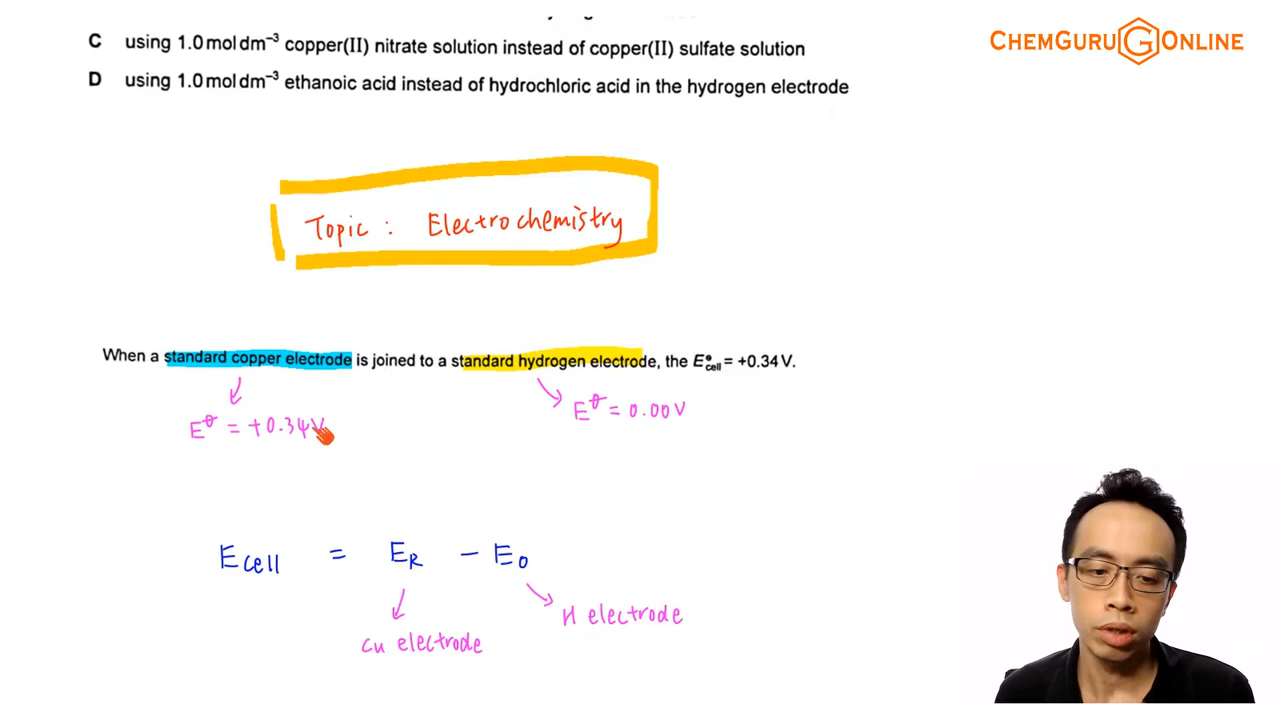 CHEMGURU G ONLINE
C using 1.0 mol dm⁻³ copper(II) nitrate solution instead of copper(II) sulfate solution
D using 1.0 mol dm⁻³ ethanoic acid instead of hydrochloric acid in the hydrogen electrode
Topic : Electrochemistry
When a standard copper electrode is joined to a standard hydrogen electrode, the E⦵cell = +0.34 V.
E⦵ = +0.34V
E⦵ = 0.00V
Ecell = ER - EO
Cu electrode
H electrode